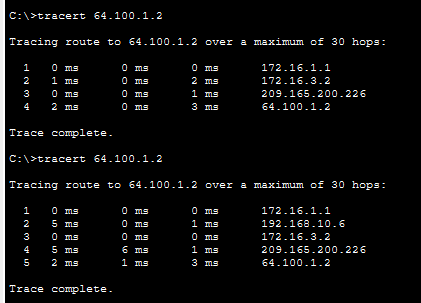 C:\>tracert 64.100.1.2
Tracing route to 64.100.1.2 over a maximum of 30 hops:
1 0 ms 0 ms 0 ms 172.16.1.1
2 1 ms 0 ms 2 ms 172.16.3.2
3 0 ms 0 ms 1 ms 209.165.200.226
4 2 ms 0 ms 3 ms 64.100.1.2
Trace complete.
C:\>tracert 64.100.1.2
Tracing route to 64.100.1.2 over a maximum of 30 hops:
1 0 ms 0 ms 0 ms 172.16.1.1
2 5 ms 0 ms 1 ms 192.168.10.6
3 0 ms 0 ms 0 ms 172.16.3.2
4 5 ms 6 ms 1 ms 209.165.200.226
5 2 ms 1 ms 3 ms 64.100.1.2
Trace complete.